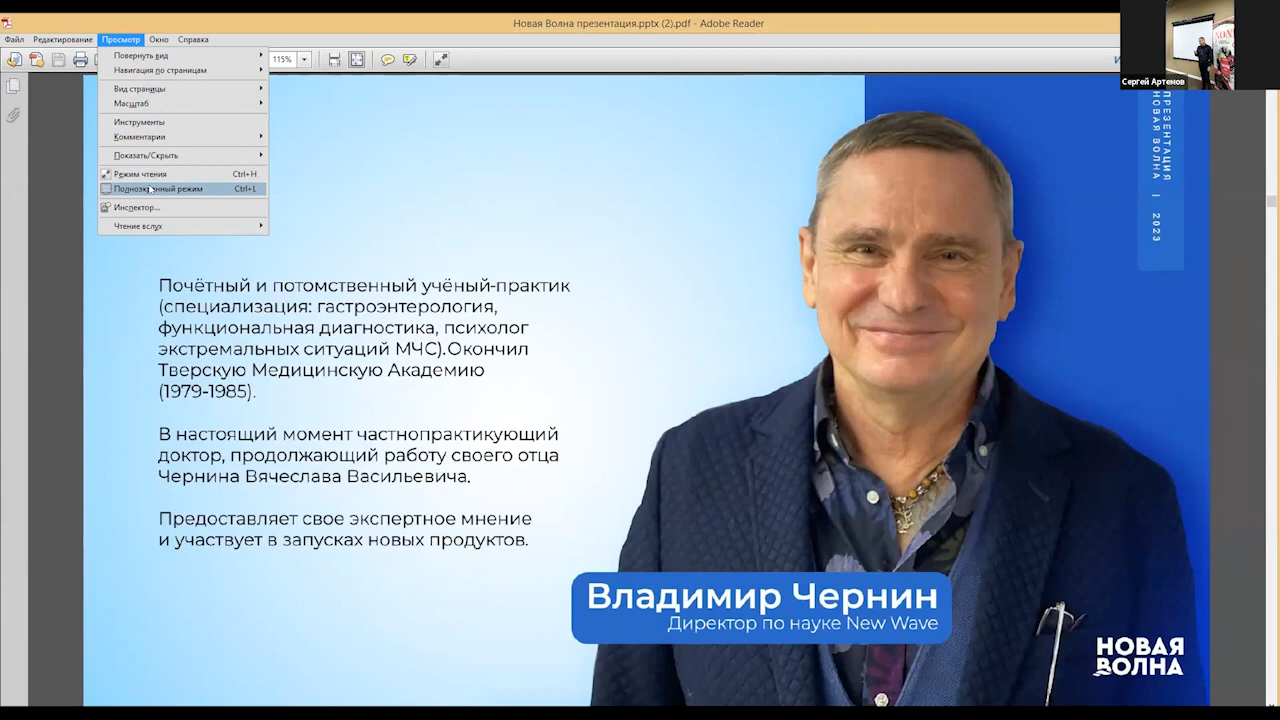 Новая Волна презентация.pptx (2).pdf - Adobe Reader
Файл Редактирование Просмотр Окно Справка
115%
Повернуть вид
Навигация по страницам
Вид страницы
Масштаб
Инструменты
Комментарии
Показать/Скрыть
Режим чтения Ctrl+H
Полноэкранный режим Ctrl+L
Инспектор...
Чтение вслух
Сергей Артемов
ПРЕЗЕНТАЦИЯ
НОВАЯ ВОЛНА | 2023
Почётный и потомственный учёный-практик
(специализация: гастроэнтерология,
функциональная диагностика, психолог
экстремальных ситуаций МЧС).Окончил
Тверскую Медицинскую Академию
(1979-1985).
В настоящий момент частнопрактикующий
доктор, продолжающий работу своего отца
Чернина Вячеслава Васильевича.
Предоставляет свое экспертное мнение
и участвует в запусках новых продуктов.
Владимир Чернин
Директор по науке New Wave
НОВАЯ
ВОЛНА